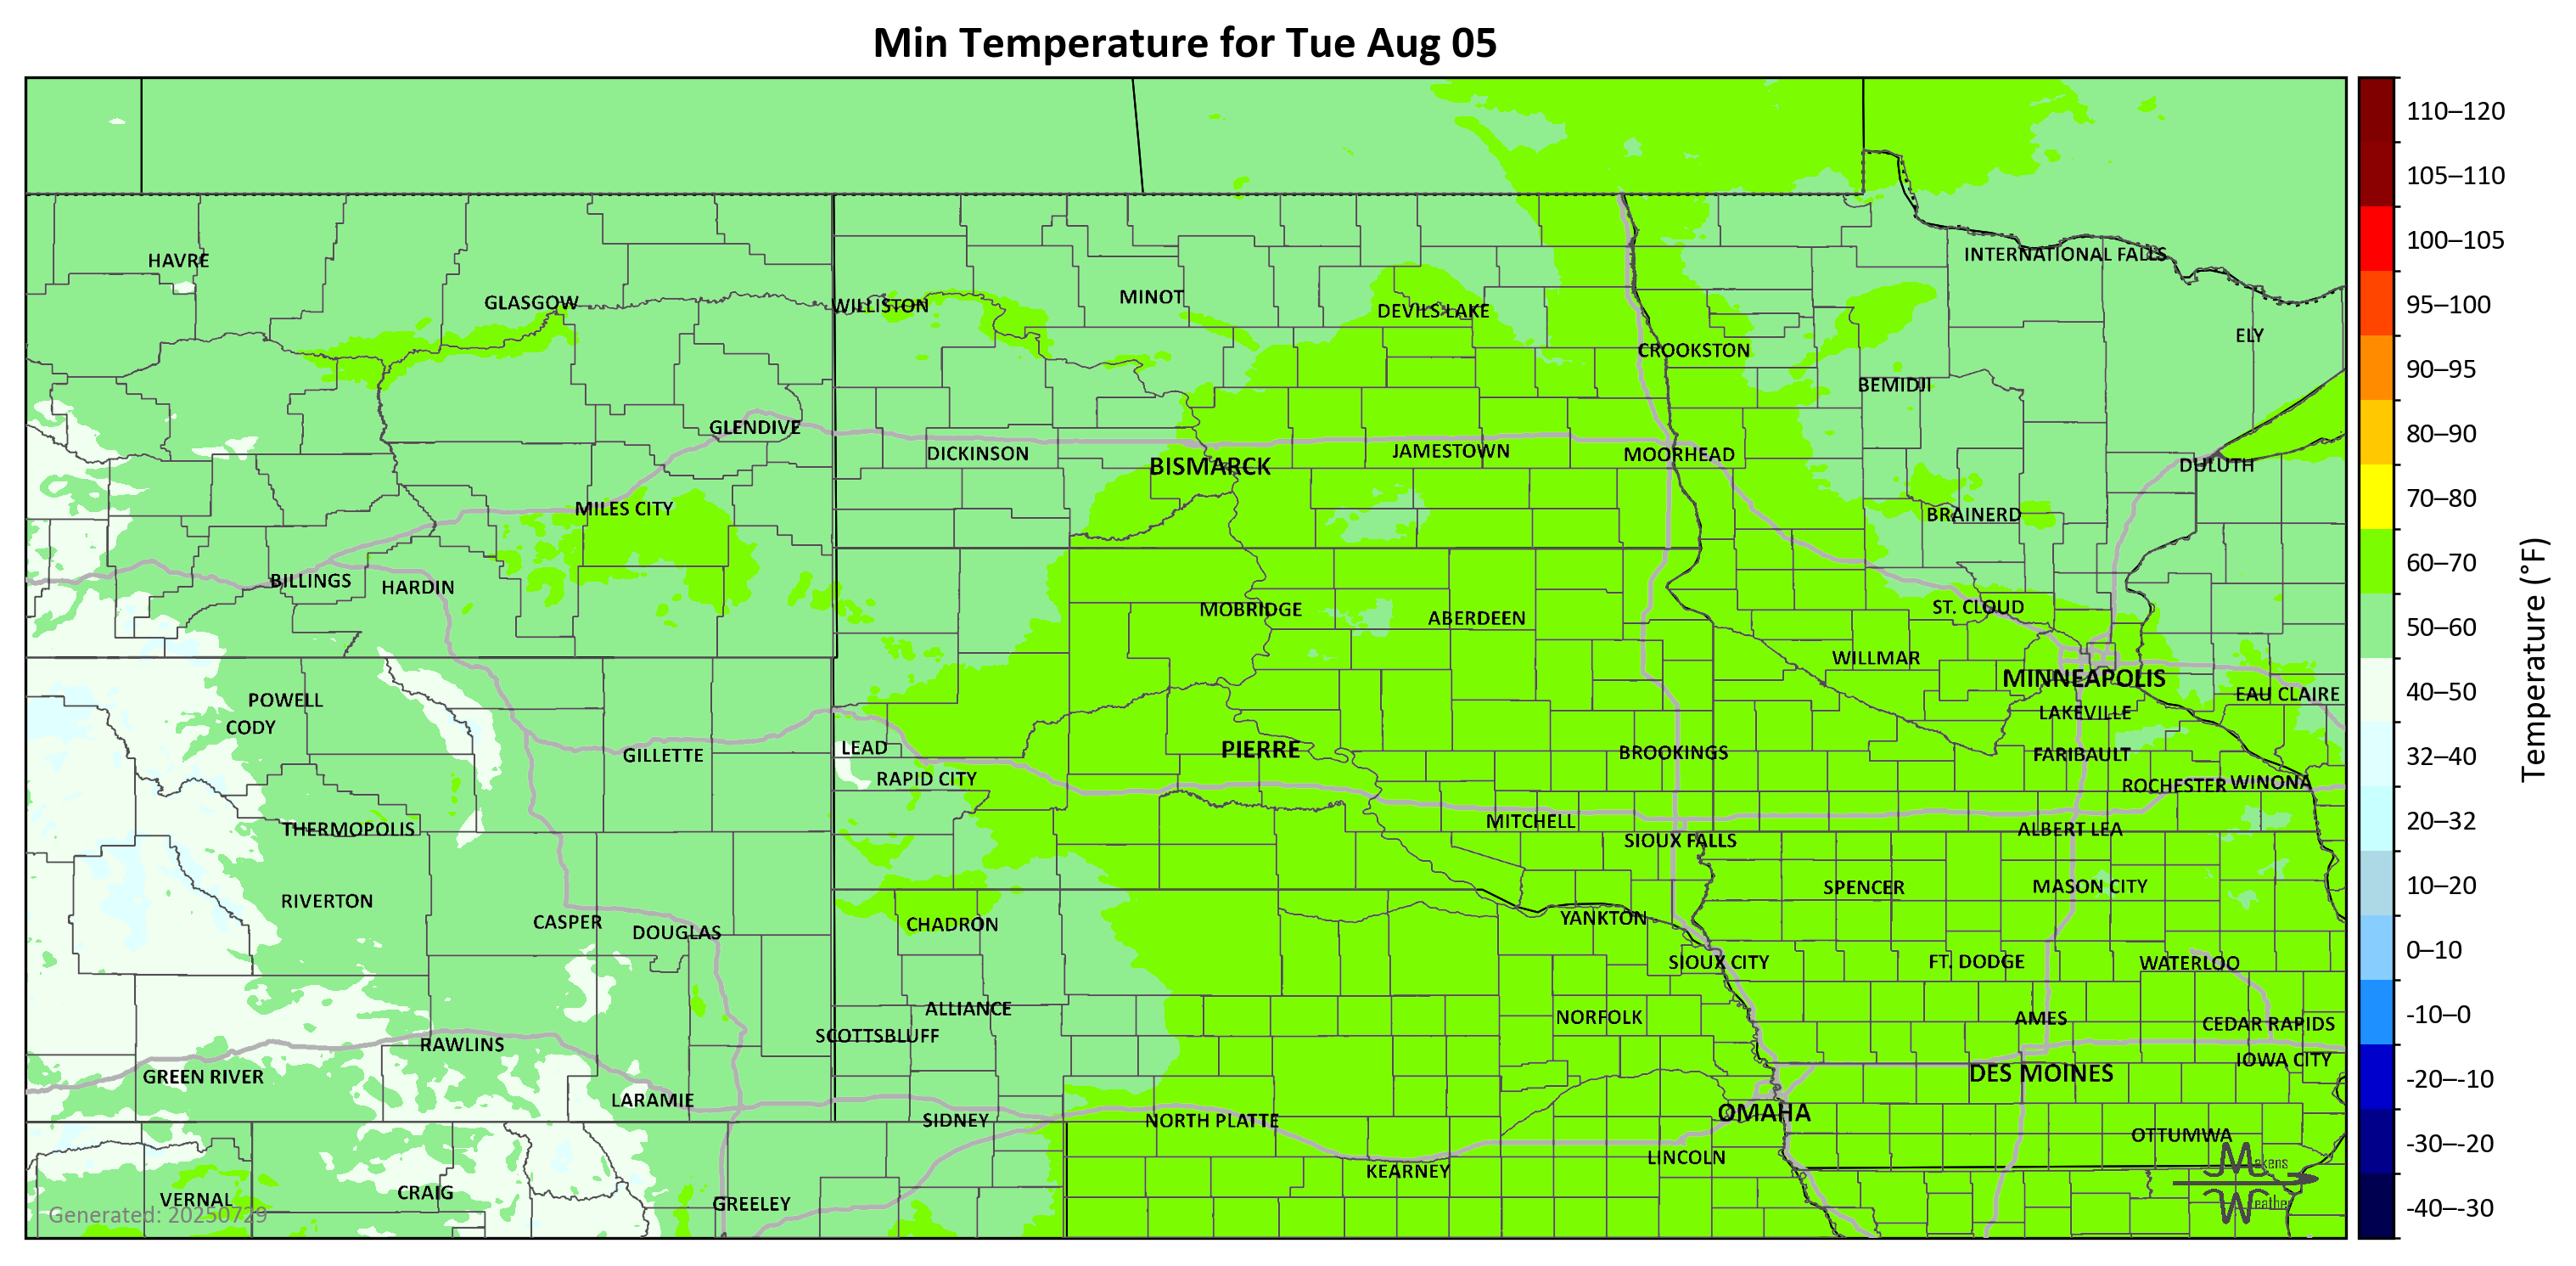 Min Temperature for Tue Aug 05
110–120
105–110
100–105
95–100
90–95
80–90
70–80
60–70
50–60
40–50
32–40
20–32
10–20
0–10
-10–0
-20–-10
-30–-20
-40–-30
Temperature (°F)
HAVRE
INTERNATIONAL FALLS
GLASGOW
WILLISTON
MINOT
DEVILS LAKE
ELY
CROOKSTON
BEMIDJI
GLENDIVE
DICKINSON
BISMARCK
JAMESTOWN
MOORHEAD
DULUTH
MILES CITY
BRAINERD
BILLINGS
HARDIN
MOBRIDGE
ABERDEEN
ST. CLOUD
WILLMAR
MINNEAPOLIS
EAU CLAIRE
POWELL
CODY
LAKEVILLE
GILLETTE
LEAD
PIERRE
BROOKINGS
FARIBAULT
RAPID CITY
ROCHESTER
WINONA
THERMOPOLIS
MITCHELL
SIOUX FALLS
ALBERT LEA
RIVERTON
SPENCER
MASON CITY
CASPER
DOUGLAS
CHADRON
YANKTON
SIOUX CITY
FT. DODGE
WATERLOO
ALLIANCE
SCOTTSBLUFF
NORFOLK
AMES
CEDAR RAPIDS
RAWLINS
IOWA CITY
GREEN RIVER
DES MOINES
LARAMIE
SIDNEY
NORTH PLATTE
OMAHA
OTTUMWA
KEARNEY
LINCOLN
VERNAL
CRAIG
GREELEY
Generated: 20250729
Makens
Weather